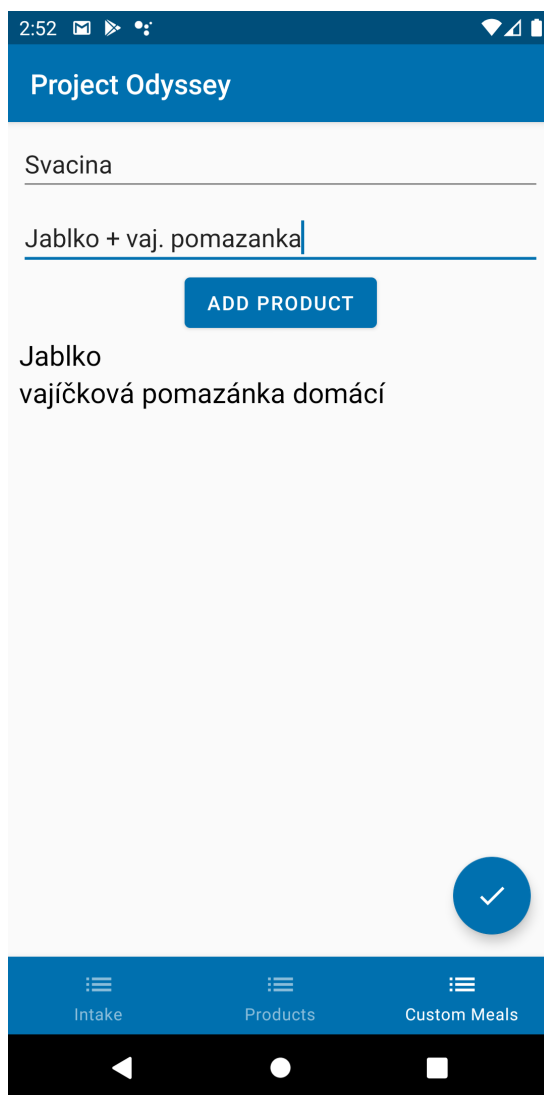 2:52
Project Odyssey
Svacina
Jablko + vaj. pomazanka
ADD PRODUCT
Jablko
vajíčková pomazánka domácí
Intake
Products
Custom Meals